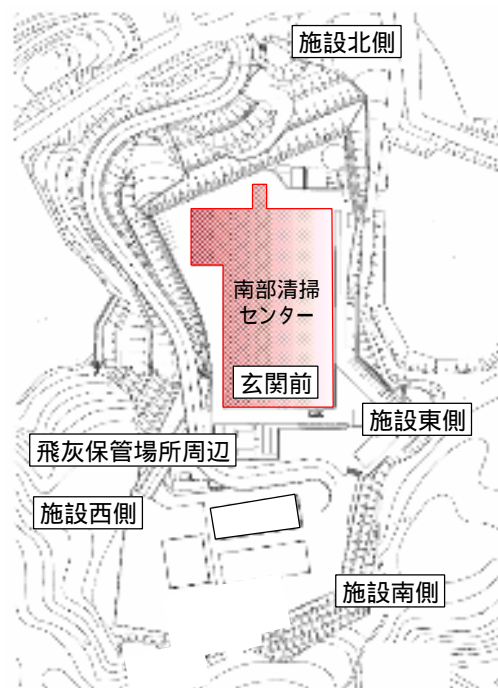 施設北側
南部清掃
センター
玄関前
施設東側
飛灰保管場所周辺
施設西側
施設南側